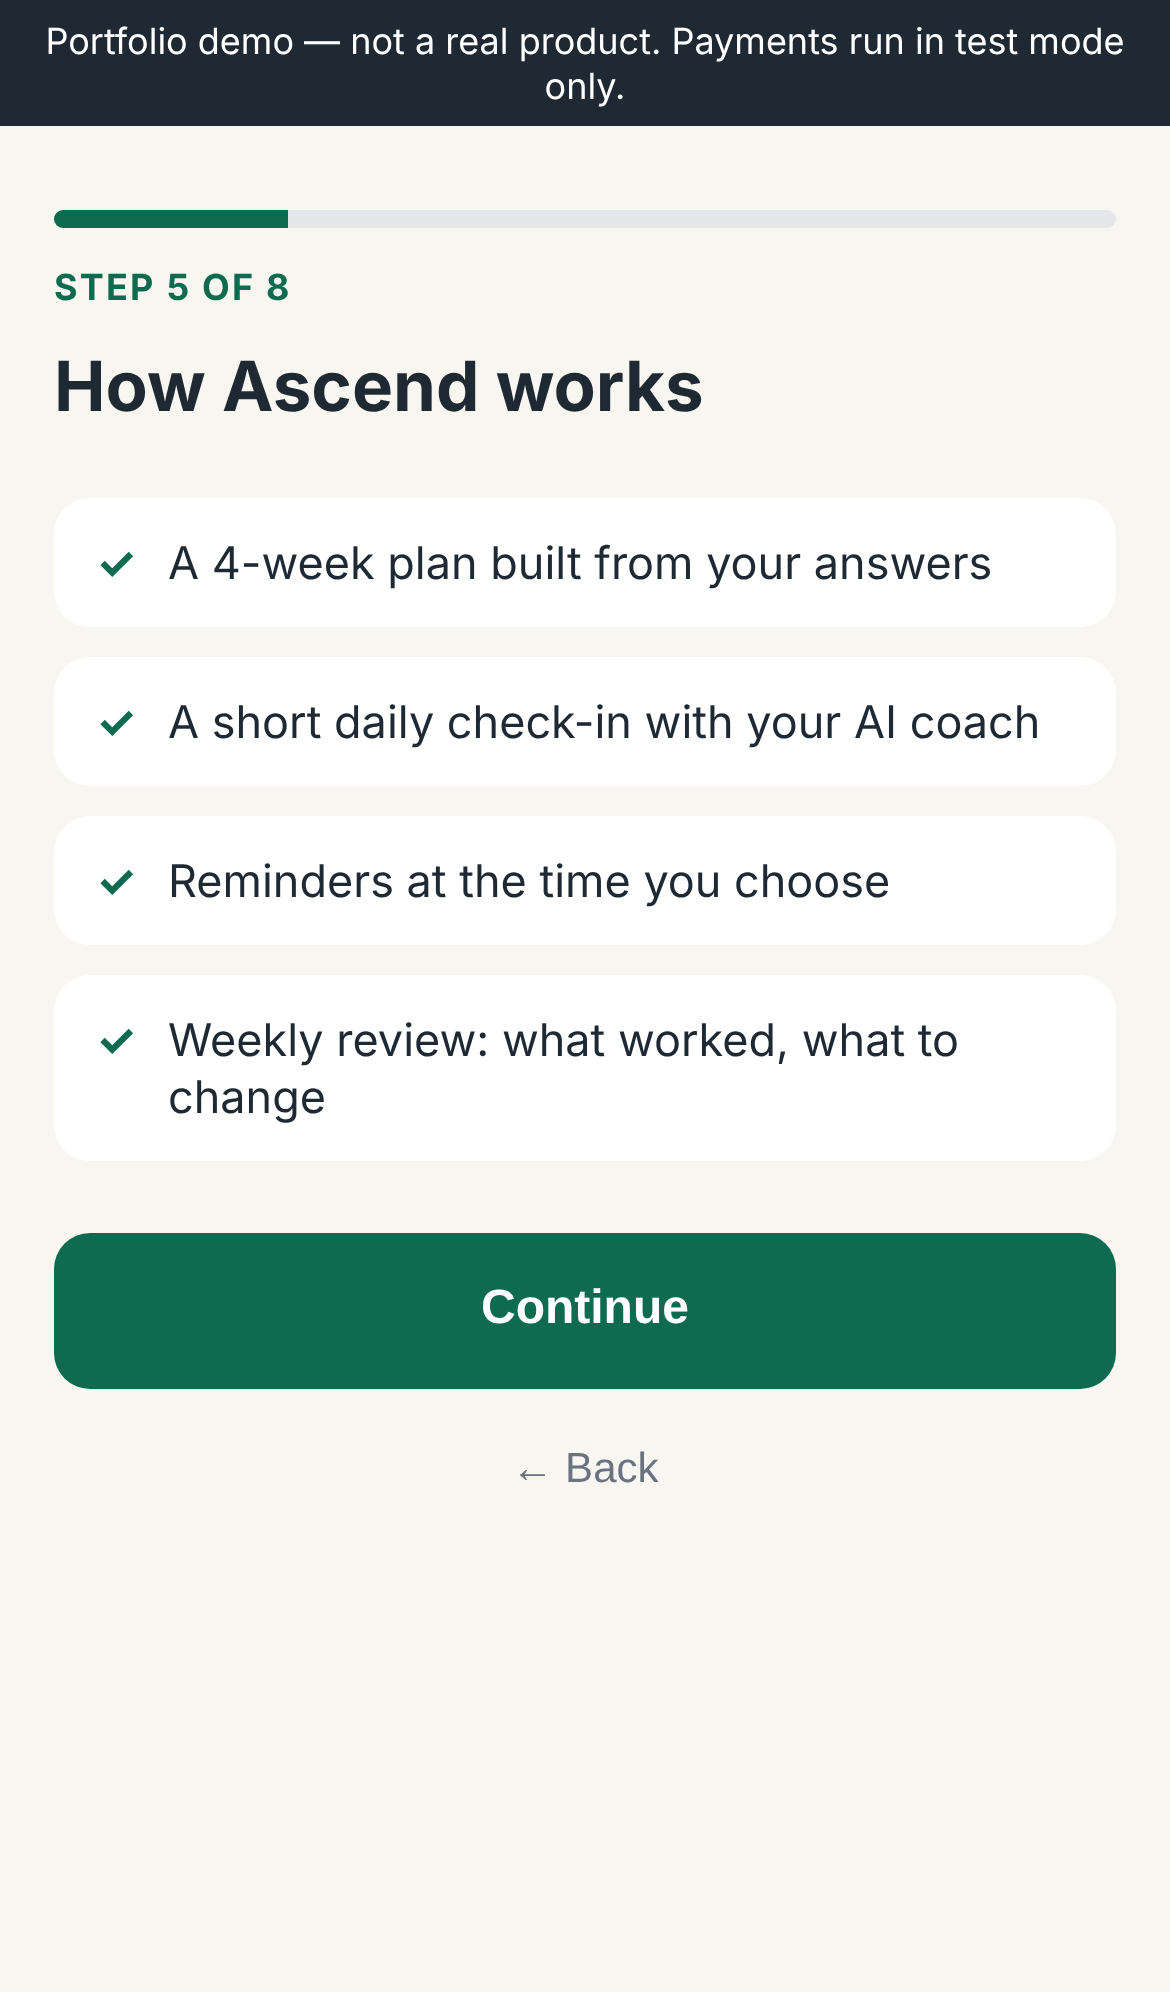 Portfolio demo — not a real product. Payments run in test mode
only.
STEP 5 OF 8
How Ascend works
A 4-week plan built from your answers
A short daily check-in with your AI coach
Reminders at the time you choose
Weekly review: what worked, what to
change
Continue
← Back